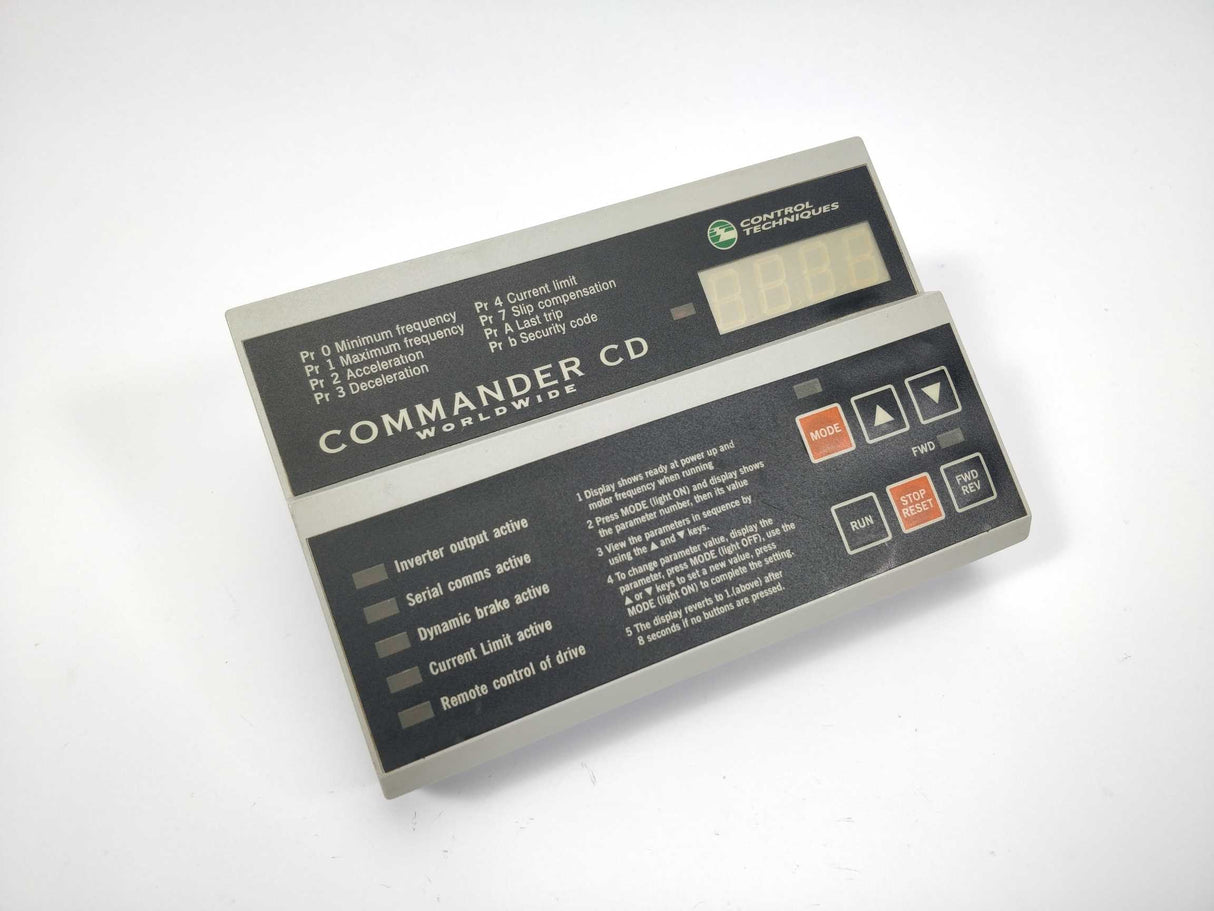 CONTROL
TECHNIQUES
Pr 0 Minimum frequency
Pr 1 Maximum frequency
Pr 2 Acceleration
Pr 3 Deceleration
Pr 4 Current limit
Pr 7 Slip compensation
Pr A Last trip
Pr b Security code
COMMANDER CD
WORLDWIDE
Inverter output active
Serial comms active
Dynamic brake active
Current Limit active
Remote control of drive
1 Display shows ready at power up and
motor frequency when running
2 Press MODE (light ON) and display shows
the parameter number, then its value
3 View the parameters in sequence by
using the ▲ and ▼ keys.
4 To change parameter value, display the
parameter, press MODE (light OFF), use the
▲ or ▼ keys to set a new value, press
MODE (light ON) to complete the setting.
5 The display reverts to 1.(above) after
8 seconds if no buttons are pressed.
MODE
▲
▼
FWD
RUN
STOP
RESET
FWD
REV